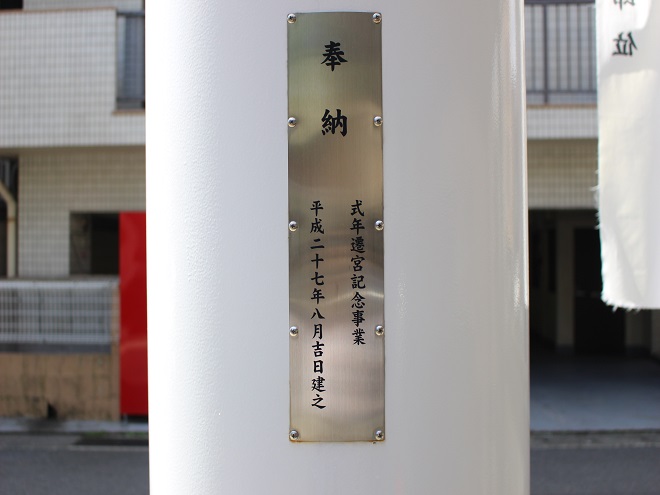 奉納
式年遷宮記念事業
平成二十七年八月吉日建之
位